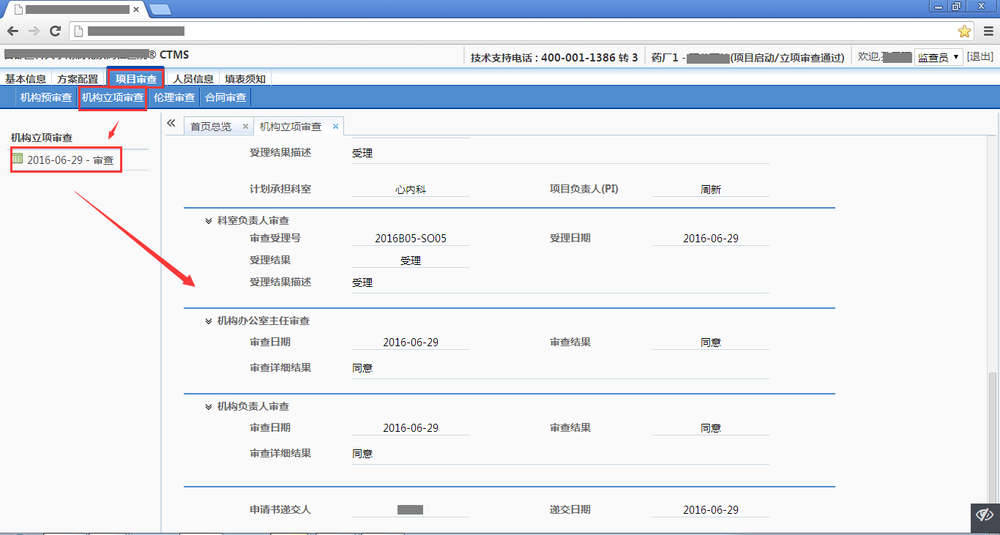 ® CTMS
技术支持电话 : 400-001-1386 转 3
药厂1 - (项目启动/立项审查通过)
欢迎,
监查员
[退出]
基本信息 方案配置 项目审查 人员信息 填表须知
机构预审查 机构立项审查 伦理审查 合同审查
首页总览 机构立项审查
机构立项审查
2016-06-29 - 审查
受理结果描述 受理
计划承担科室 心内科 项目负责人(PI) 周新
科室负责人审查
审查受理号 2016B05-SO05 受理日期 2016-06-29
受理结果 受理
受理结果描述 受理
机构办公室主任审查
审查日期 2016-06-29 审查结果 同意
审查详细结果 同意
机构负责人审查
审查日期 2016-06-29 审查结果 同意
审查详细结果 同意
申请书递交人 递交日期 2016-06-29